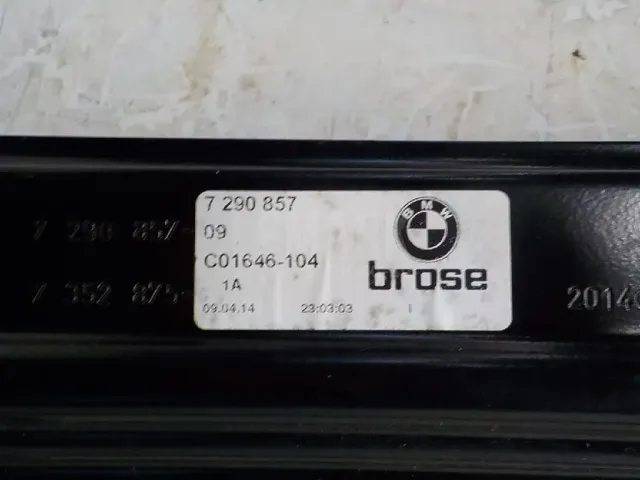 7 290 857
09
C01646-104
1A
09.04.14 23:03:03 I
BMW
brose
7 290 857-
7 352 875-
2014